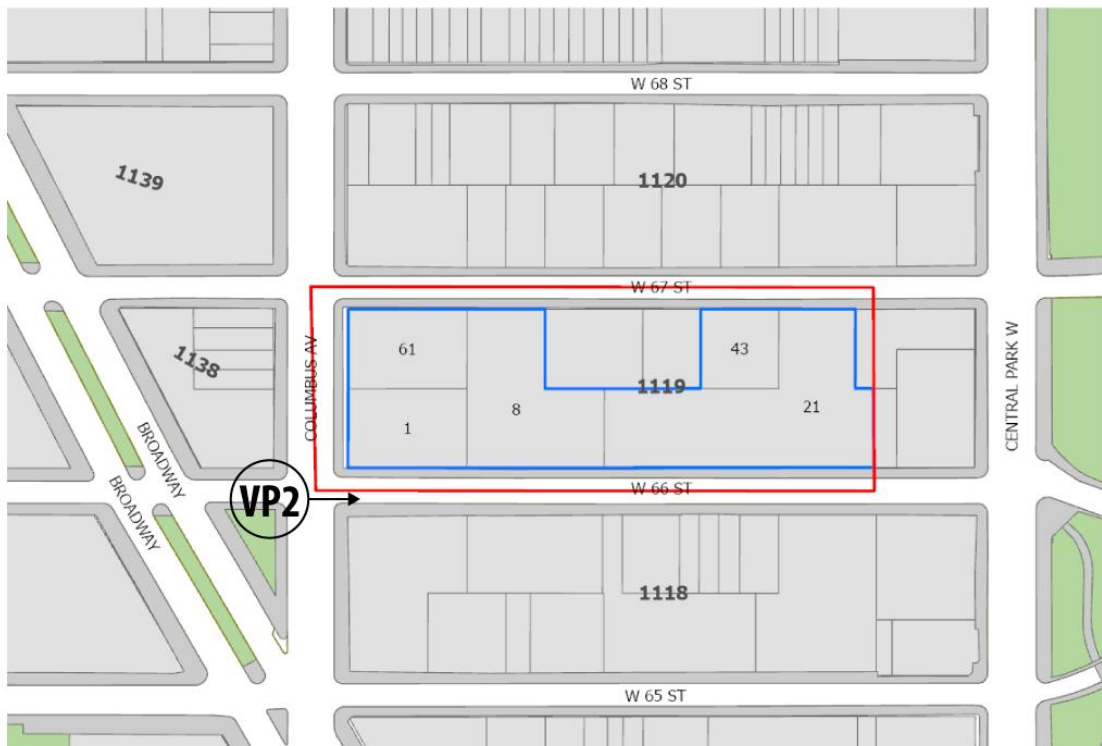 W 68 ST
1139
1120
W 67 ST
COLUMBUS AV
61
43
1138
1119
CENTRAL PARK W
8
21
1
BROADWAY
VP2
W 66 ST
BROADWAY
1118
W 65 ST